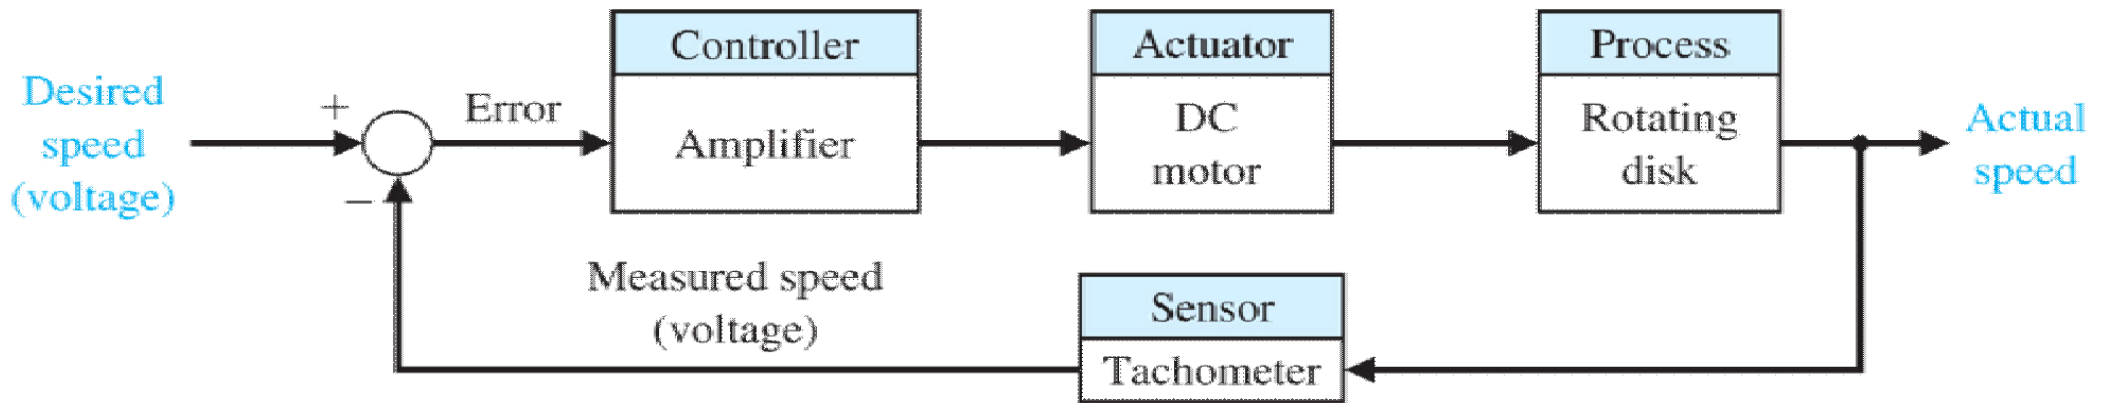 Desired
speed
(voltage)
+
−
Error
Controller
Amplifier
Actuator
DC
motor
Process
Rotating
disk
Actual
speed
Measured speed
(voltage)
Sensor
Tachometer